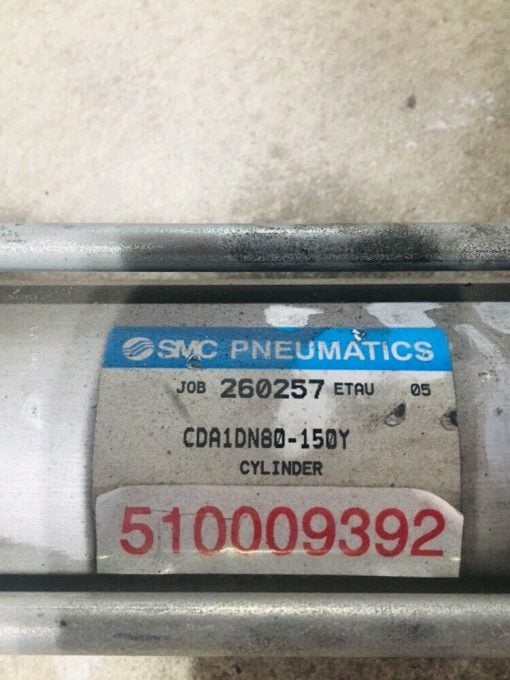 SMC PNEUMATICS
JOB 260257 ETAU 05
CDA1DN80-150Y
CYLINDER
510009392